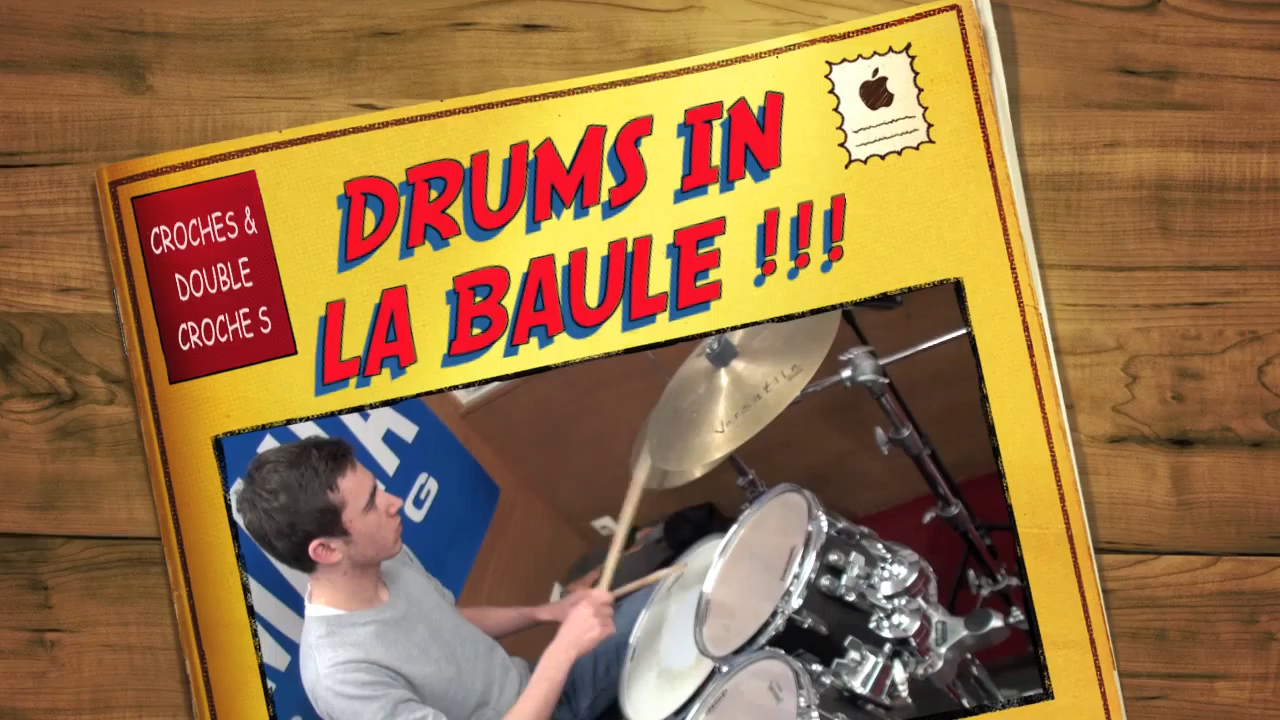 CROCHES &
DOUBLE
CROCHE S
DRUMS IN
LA BAULE !!!
Versatile
G